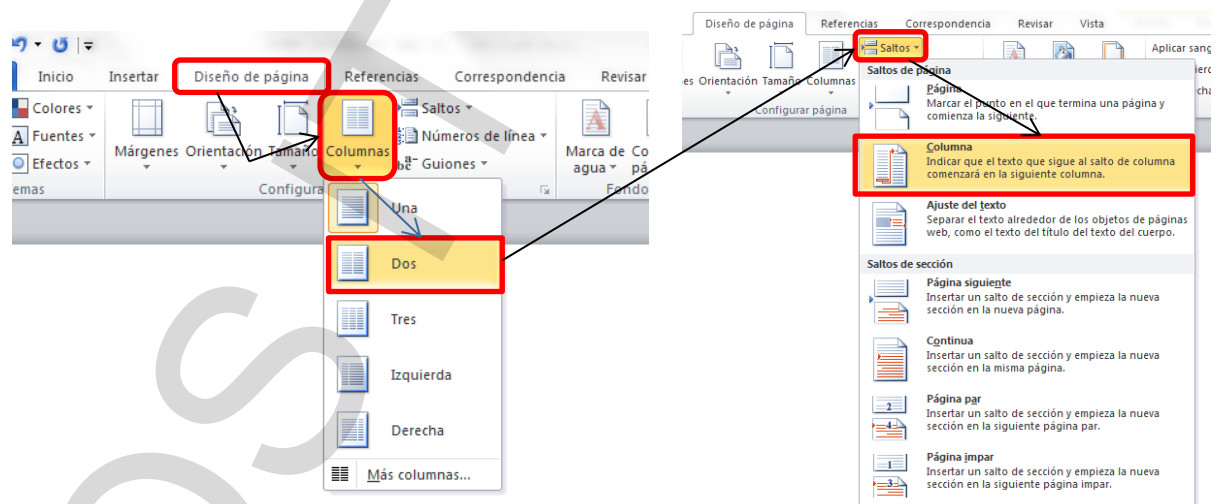 Inicio Insertar Diseño de página Referencias Correspondencia Revisar
Colores
Fuentes
Efectos
emas
Márgenes Orientación Tamaño Columnas
Saltos
Números de línea
Guiones
Marca de
agua
Co
pá
Configura
Fondo
Una
Dos
Tres
Izquierda
Derecha
Más columnas...
Diseño de página Referencias Correspondencia Revisar Vista
es Orientación Tamaño Columnas
Saltos
Aplicar sang
Configurar página
Saltos de página
Página
Marcar el punto en el que termina una página y
comienza la siguiente.
Columna
Indicar que el texto que sigue al salto de columna
comenzará en la siguiente columna.
Ajuste del texto
Separar el texto alrededor de los objetos de páginas
web, como el texto del título del texto del cuerpo.
Saltos de sección
Página siguiente
Insertar un salto de sección y empieza la nueva
sección en la nueva página.
Continua
Insertar un salto de sección y empieza la nueva
sección en la misma página.
Página par
Insertar un salto de sección y empieza la nueva
sección en la siguiente página par.
Página impar
Insertar un salto de sección y empieza la nueva
sección en la siguiente página impar.